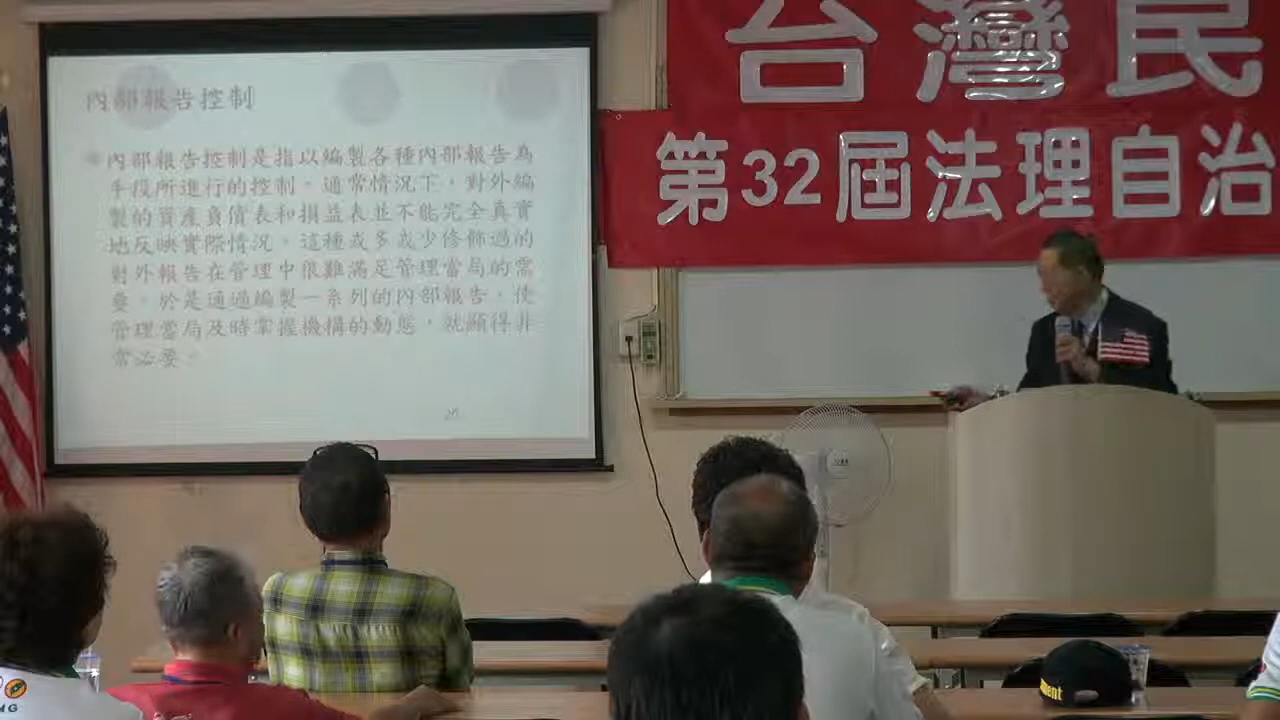 內部報告控制
內部報告控制是指以編製各種內部報告為
手段所進行的控制。通常情況下，對外編
製的資產負債表和損益表並不能完全真實
地反映實際情況。這種或多或少修飾過的
對外報告在管理中很難滿足管理當局的需
要。於是通過編製一系列的內部報告，使
管理當局及時掌握機構的動態，就顯得非
常必要。
台灣民
第32屆法理自治
MG